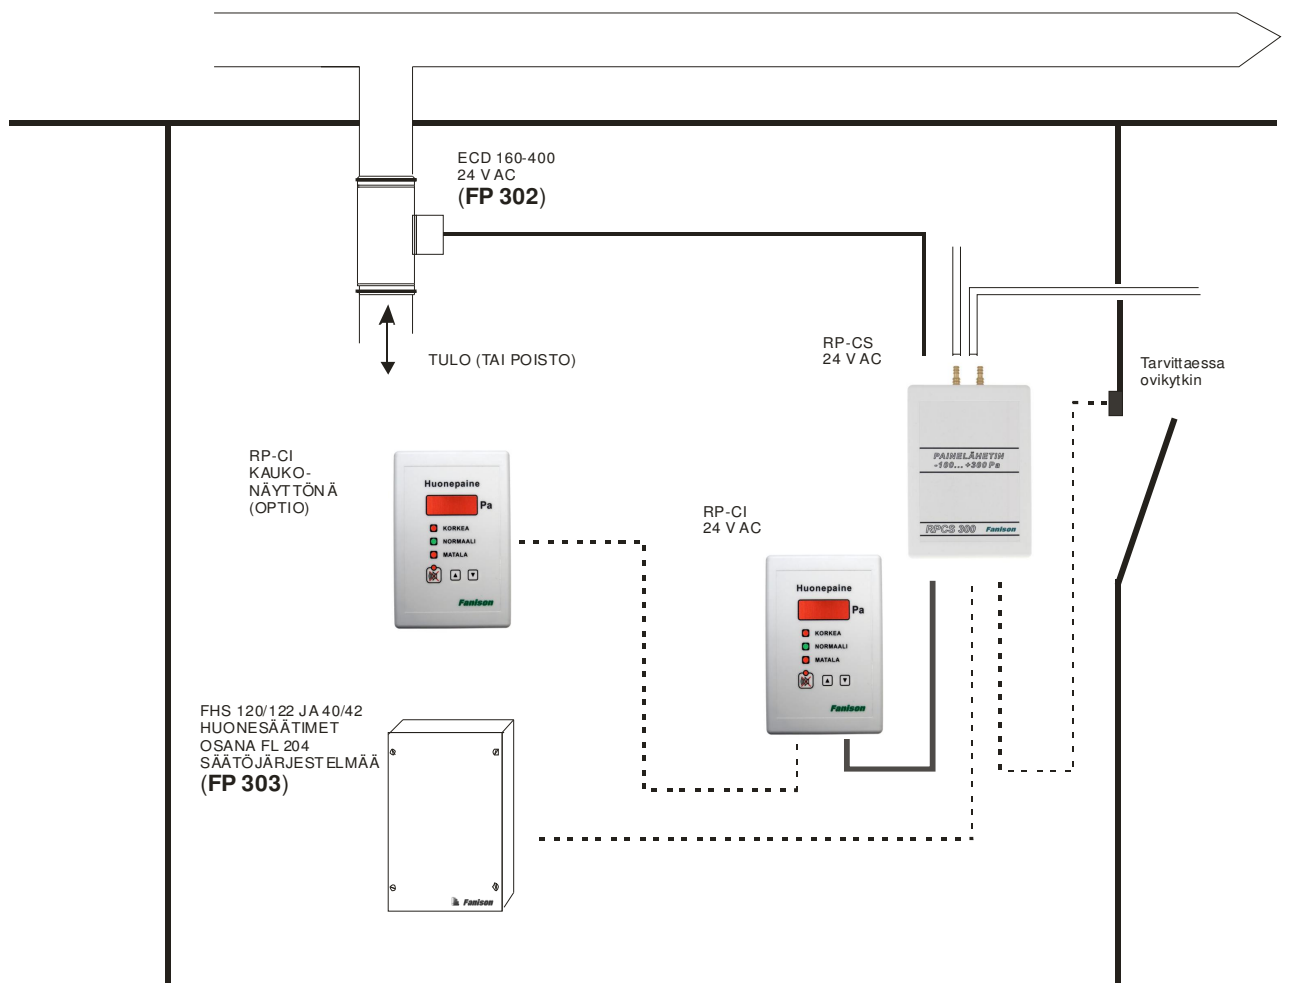 ECD 160-400
24 V AC
(FP 302)
TULO (TAI POISTO)
RP-CS
24 V AC
Tarvittaessa
ovikytkin
PAINELÄHETIN
-100... +300 Pa
RPCS 300 Fanison
RP-CI
KAUKO-
NÄYTTÖNÄ
(OPTIO)
Huonepaine
Pa
KORKEA
NORMAALI
MATALA
Fanison
RP-CI
24 V AC
Huonepaine
Pa
KORKEA
NORMAALI
MATALA
Fanison
FHS 120/122 JA 40/42
HUONESÄÄTIMET
OSANA FL 204
SÄÄTÖJÄRJESTELMÄÄ
(FP 303)
Fanison